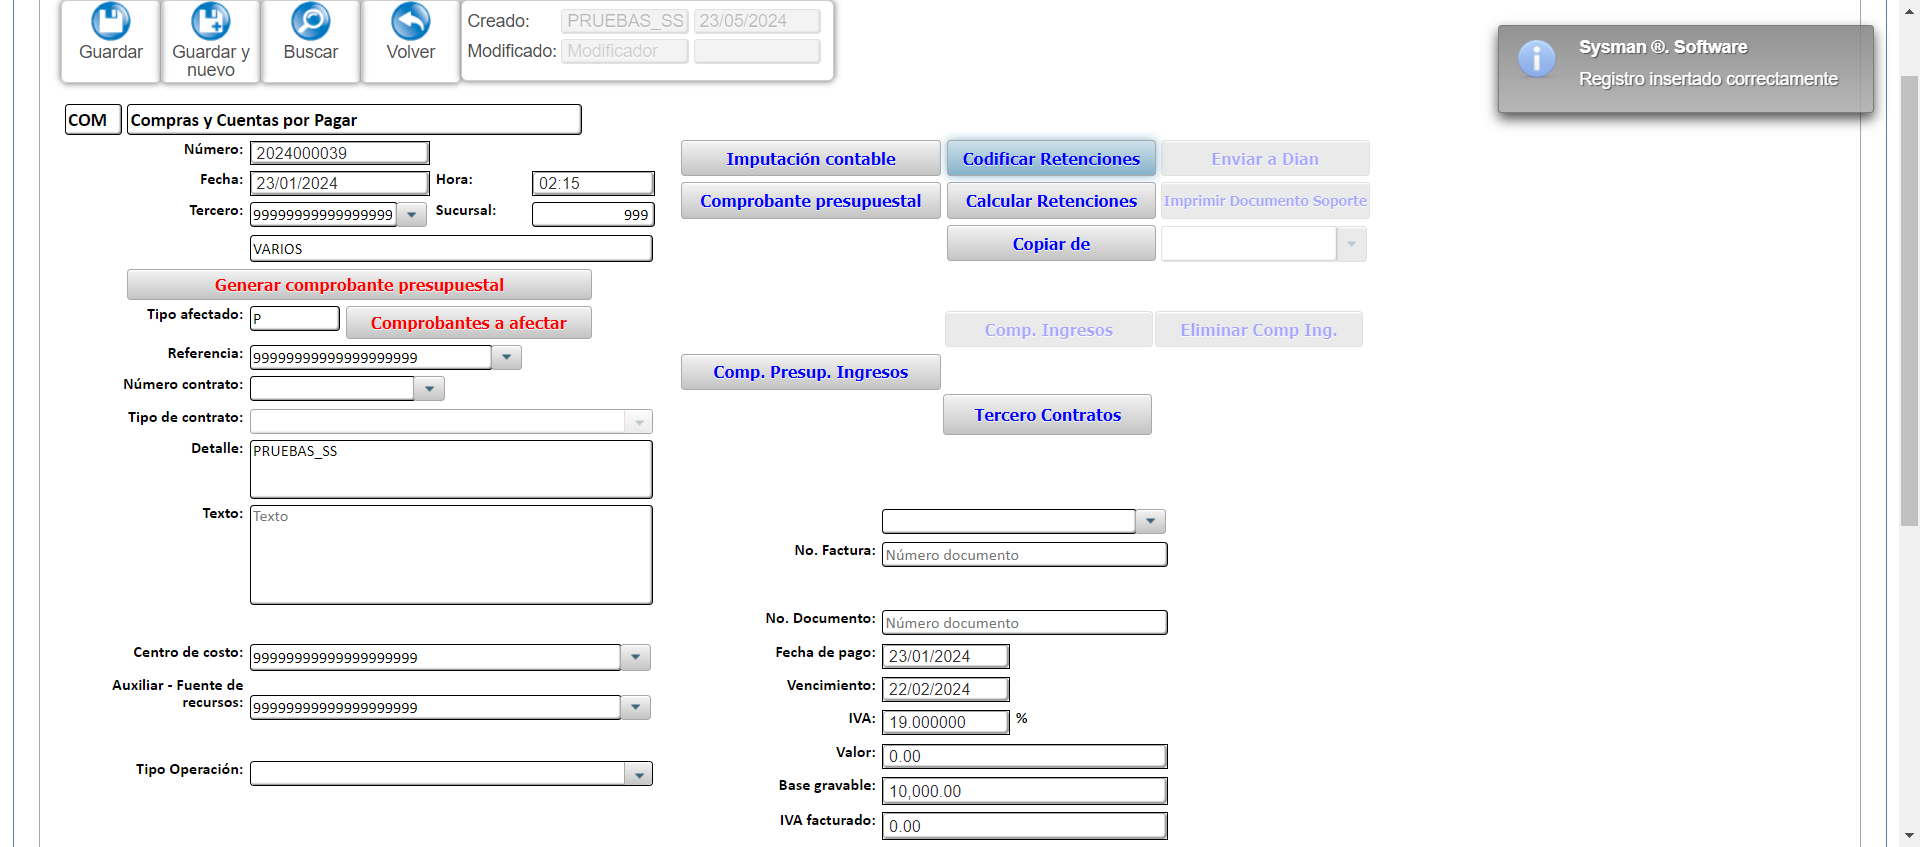 Guardar
Guardar y nuevo
Buscar
Volver
Creado: PRUEBAS_SS 23/05/2024
Modificado: Modificador
Sysman ®. Software
Registro insertado correctamente
COM Compras y Cuentas por Pagar
Número: 2024000039
Fecha: 23/01/2024 Hora: 02:15
Tercero: 99999999999999999 Sucursal: 999
VARIOS
Imputación contable Codificar Retenciones Enviar a Dian
Comprobante presupuestal Calcular Retenciones Imprimir Documento Soporte
Copiar de
Generar comprobante presupuestal
Tipo afectado: P Comprobantes a afectar
Comp. Ingresos Eliminar Comp Ing.
Referencia: 99999999999999999999
Comp. Presup. Ingresos
Número contrato:
Tipo de contrato:
Tercero Contratos
Detalle: PRUEBAS_SS
Texto: Texto
No. Factura: Número documento
No. Documento: Número documento
Centro de costo: 99999999999999999999
Fecha de pago: 23/01/2024
Auxiliar - Fuente de
recursos: 99999999999999999999
Vencimiento: 22/02/2024
IVA: 19.000000 %
Valor: 0.00
Tipo Operación:
Base gravable: 10,000.00
IVA facturado: 0.00